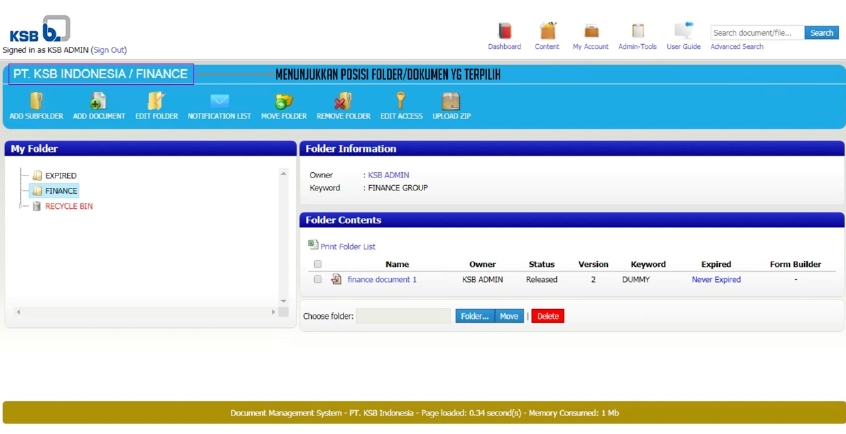 KSB b.
Signed in as KSB ADMIN (Sign Out)
Dashboard Content My Account Admin-Tools User Guide
Search document/file... Search
Advanced Search
PT. KSB INDONESIA / FINANCE
MENUNJUKKAN POSISI FOLDER/DOKUMEN YG TERPILIH
ADD SUBFOLDER ADD DOCUMENT EDIT FOLDER NOTIFICATION LIST MOVE FOLDER REMOVE FOLDER EDIT ACCESS UPLOAD ZIP
My Folder
EXPIRED
FINANCE
RECYCLE BIN
Folder Information
Owner : KSB ADMIN
Keyword : FINANCE GROUP
Folder Contents
Print Folder List
Name Owner Status Version Keyword Expired Form Builder
finance document 1 KSB ADMIN Released 2 DUMMY Never Expired -
Choose folder: Folder... Move | Delete
Document Management System - PT. KSB Indonesia - Page loaded: 0.34 second(s) - Memory Consumed: 1 Mb